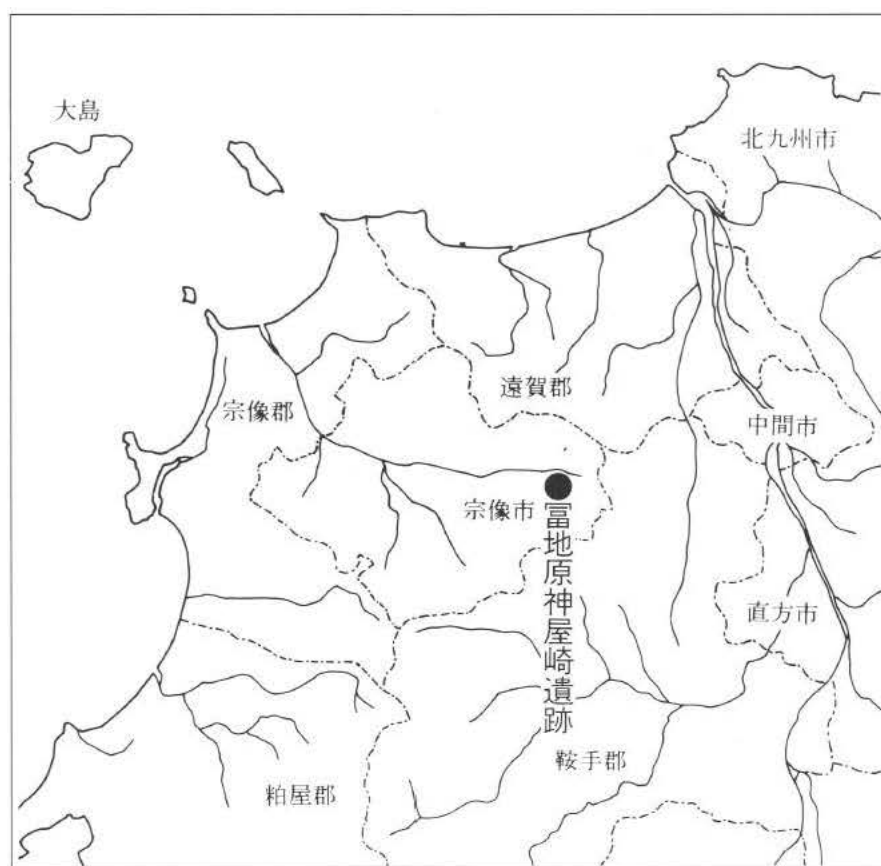 大島
北九州市
遠賀郡
宗像郡
中間市
宗像市
冨地原神屋崎遺跡
直方市
鞍手郡
粕屋郡